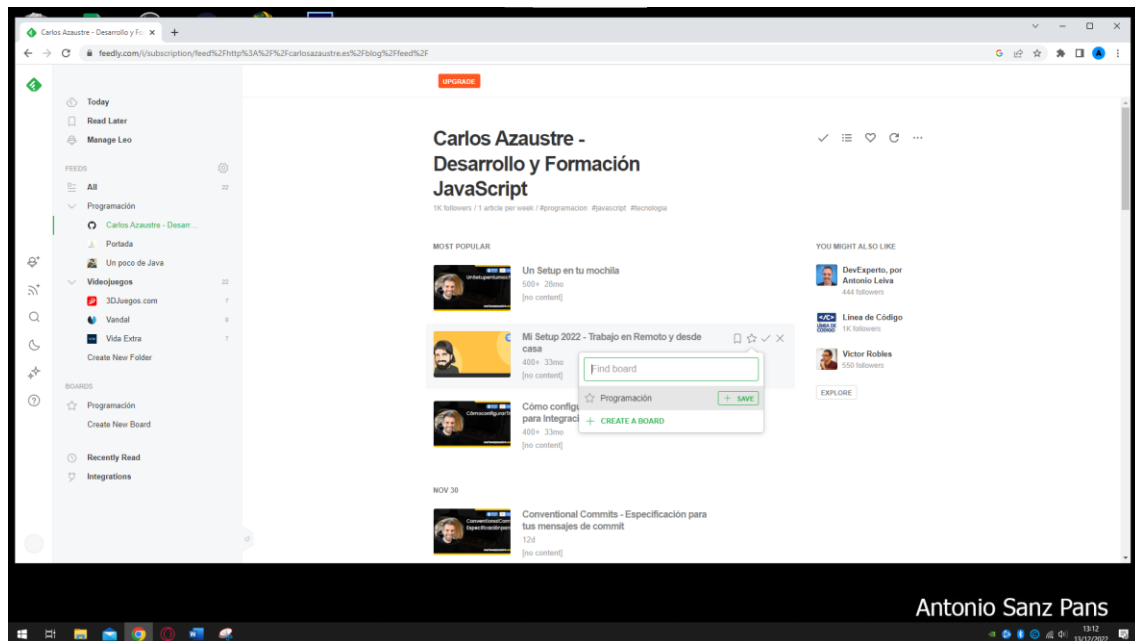 Carlos Azaustre - Desarrollo y Fo
feedly.com/i/subscription/feed%2Fhttp%3A%2F%2Fcarlosazaustre.es%2Fblog%2Ffeed%2F
UPGRADE
Today
Read Later
Manage Leo
FEEDS
All 22
Programación
Carlos Azaustre - Desarr...
Portada
Un poco de Java
Videojuegos 22
3DJuegos.com 7
Vandal 8
Vida Extra 7
Create New Folder
BOARDS
Programación
Create New Board
Recently Read
Integrations
Carlos Azaustre -
Desarrollo y Formación
JavaScript
1K followers / 1 article per week / #programacion #javascript #tecnologia
MOST POPULAR
Un Setup en tu mochila
500+ 28mo
[no content]
Mi Setup 2022 - Trabajo en Remoto y desde
casa
400+ 33mo
[no content]
Find board
Programación + SAVE
+ CREATE A BOARD
Cómo configu
para Integraci
400+ 33mo
[no content]
NOV 30
Conventional Commits - Especificación para
tus mensajes de commit
12d
[no content]
YOU MIGHT ALSO LIKE
DevExperto, por
Antonio Leiva
444 followers
Línea de Código
1K followers
Victor Robles
550 followers
EXPLORE
Antonio Sanz Pans
13:12
13/12/2022